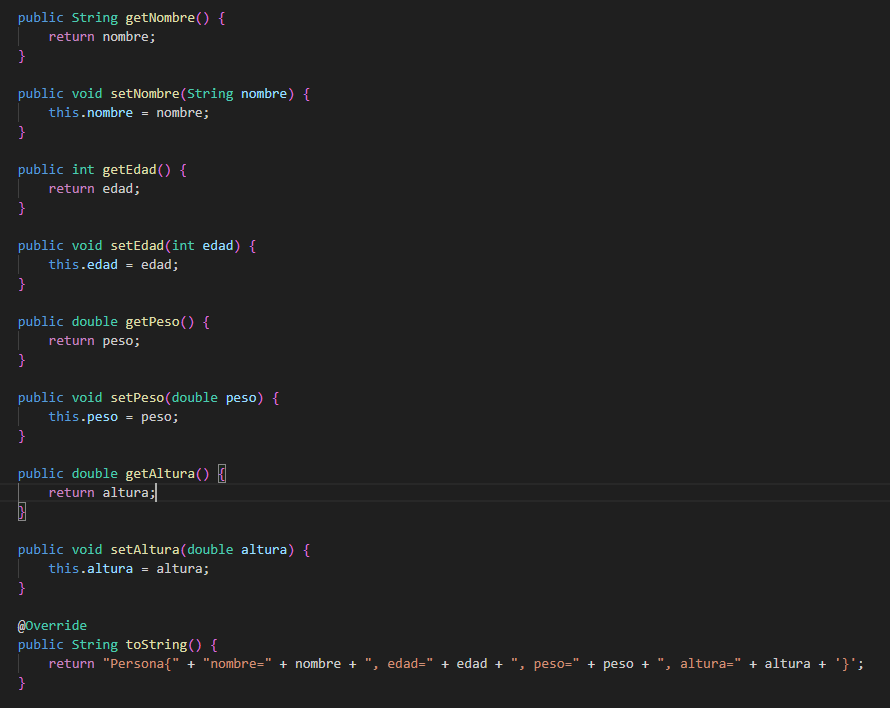 public String getNombre() {
return nombre;
}
public void setNombre(String nombre) {
this.nombre = nombre;
}
public int getEdad() {
return edad;
}
public void setEdad(int edad) {
this.edad = edad;
}
public double getPeso() {
return peso;
}
public void setPeso(double peso) {
this.peso = peso;
}
public double getAltura() {
return altura;
}
public void setAltura(double altura) {
this.altura = altura;
}
@Override
public String toString() {
return "Persona{" + "nombre=" + nombre + ", edad=" + edad + ", peso=" + peso + ", altura=" + altura + '}';
}